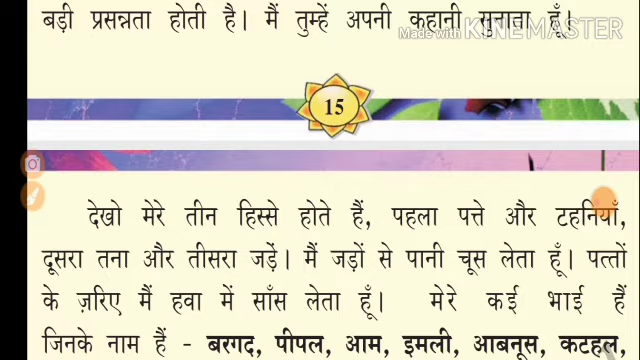 बड़ी प्रसन्नता होती है। मैं तुम्हें अपनी कहानी सुनाता हूँ।
Made with KINEMASTER
15
देखो मेरे तीन हिस्से होते हैं, पहला पत्ते और टहनियाँ,
दूसरा तना और तीसरा जड़ें। मैं जड़ों से पानी चूस लेता हूँ। पत्तों
के ज़रिए मैं हवा में साँस लेता हूँ। मेरे कई भाई हैं
जिनके नाम हैं - बरगद, पीपल, आम, इमली, आबनूस, कटहल,